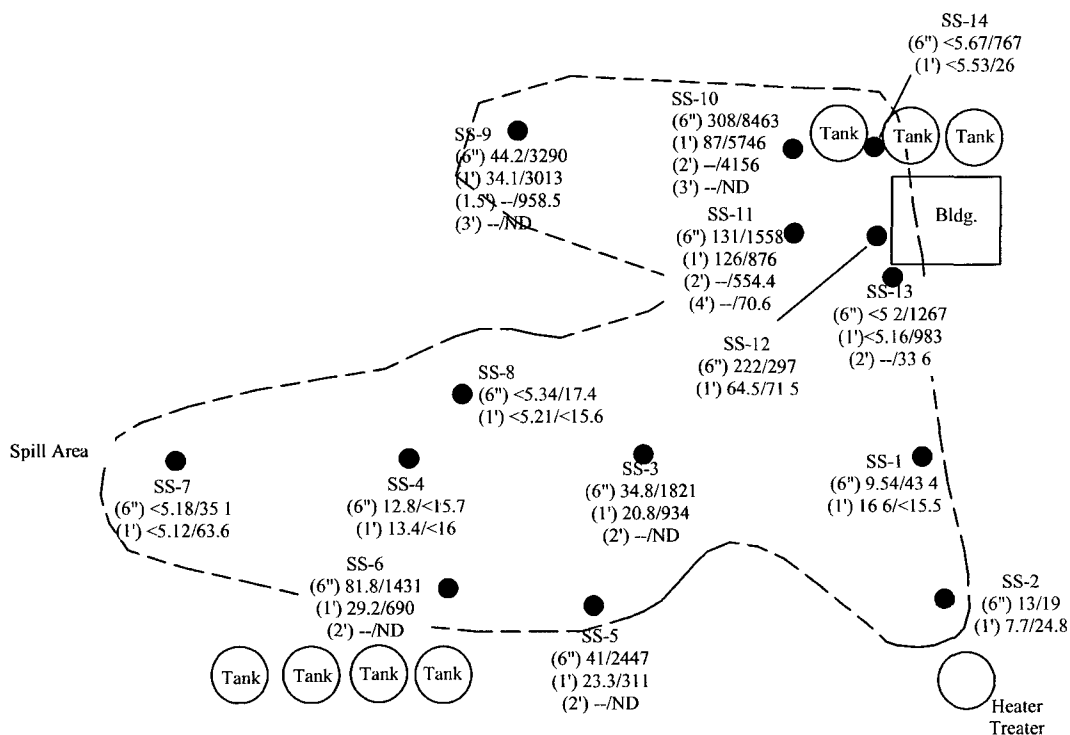 SS-14
(6") <5.67/767
(1') <5.53/26
SS-10
(6") 308/8463
(1') 87/5746
(2') --/4156
(3') --/ND
Tank
Tank
Tank
SS-9
(6") 44.2/3290
(1') 34.1/3013
(1.5') --/958.5
(3') --/ND
SS-11
(6") 131/1558
(1') 126/876
(2') --/554.4
(4') --/70.6
Bldg.
SS-13
(6") <5 2/1267
(1')<5.16/983
(2') --/33 6
SS-12
(6") 222/297
(1') 64.5/71 5
SS-8
(6") <5.34/17.4
(1') <5.21/<15.6
Spill Area
SS-7
(6") <5.18/35 1
(1') <5.12/63.6
SS-4
(6") 12.8/<15.7
(1') 13.4/<16
SS-3
(6") 34.8/1821
(1') 20.8/934
(2') --/ND
SS-1
(6") 9.54/43 4
(1') 16 6/<15.5
SS-6
(6") 81.8/1431
(1') 29.2/690
(2') --/ND
SS-5
(6") 41/2447
(1') 23.3/311
(2') --/ND
SS-2
(6") 13/19
(1') 7.7/24.8
Tank
Tank
Tank
Tank
Heater
Treater